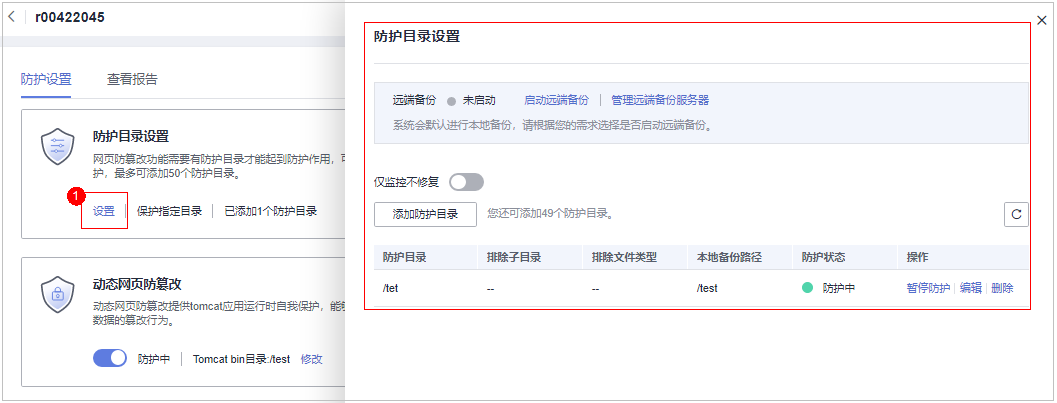 r00422045
防护设置 查看报告
防护目录设置
网页防篡改功能需要有防护目录才能起到防护作用，可
护，最多可添加50个防护目录。
1
设置 保护指定目录 已添加1个防护目录
动态网页防篡改
动态网页防篡改提供tomcat应用运行时自我保护，能够
数据的篡改行为。
防护中 Tomcat bin目录:/test 修改
防护目录设置
远端备份 未启动 启动远端备份 管理远端备份服务器
系统会默认进行本地备份，请根据您的需求选择是否启动远端备份。
仅监控不修复
添加防护目录 您还可添加49个防护目录。
防护目录 排除子目录 排除文件类型 本地备份路径 防护状态 操作
/tet -- -- /test 防护中 暂停防护 编辑 删除